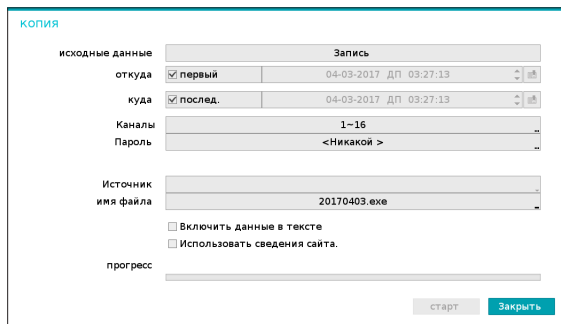 КОПИЯ
исходные данные Запись
откуда первый 04-03-2017 ДП 03:27:13
куда послед. 04-03-2017 ДП 03:27:13
Каналы 1~16
Пароль <Никакой >
Источник
имя файла 20170403.exe
Включить данные в тексте
Использовать сведения сайта.
прогресс
старт Закрыть